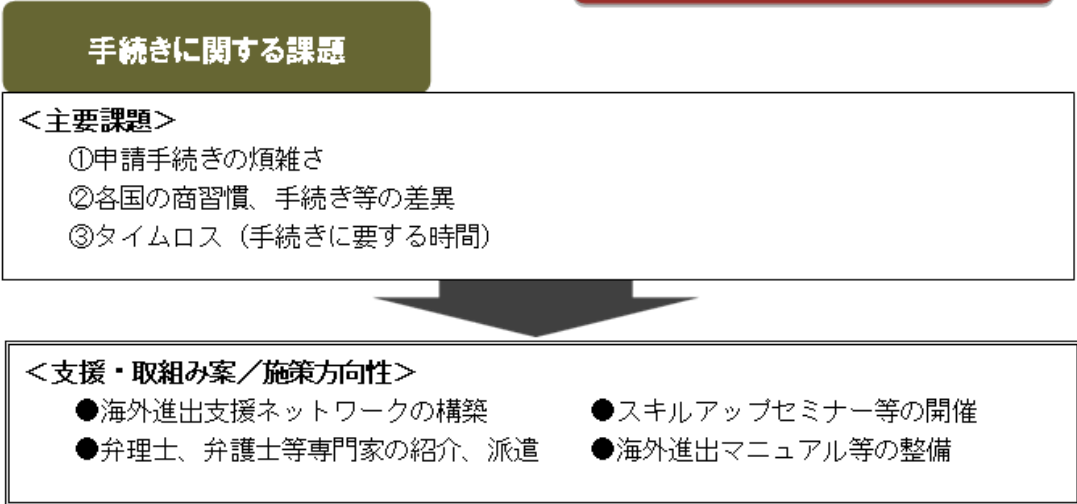 手続きに関する課題
＜主要課題＞
①申請手続きの煩雑さ
②各国の商習慣、手続き等の差異
③タイムロス（手続きに要する時間）
＜支援・取組み案／施策方向性＞
●海外進出支援ネットワークの構築 ●スキルアップセミナー等の開催
●弁理士、弁護士等専門家の紹介、派遣 ●海外進出マニュアル等の整備